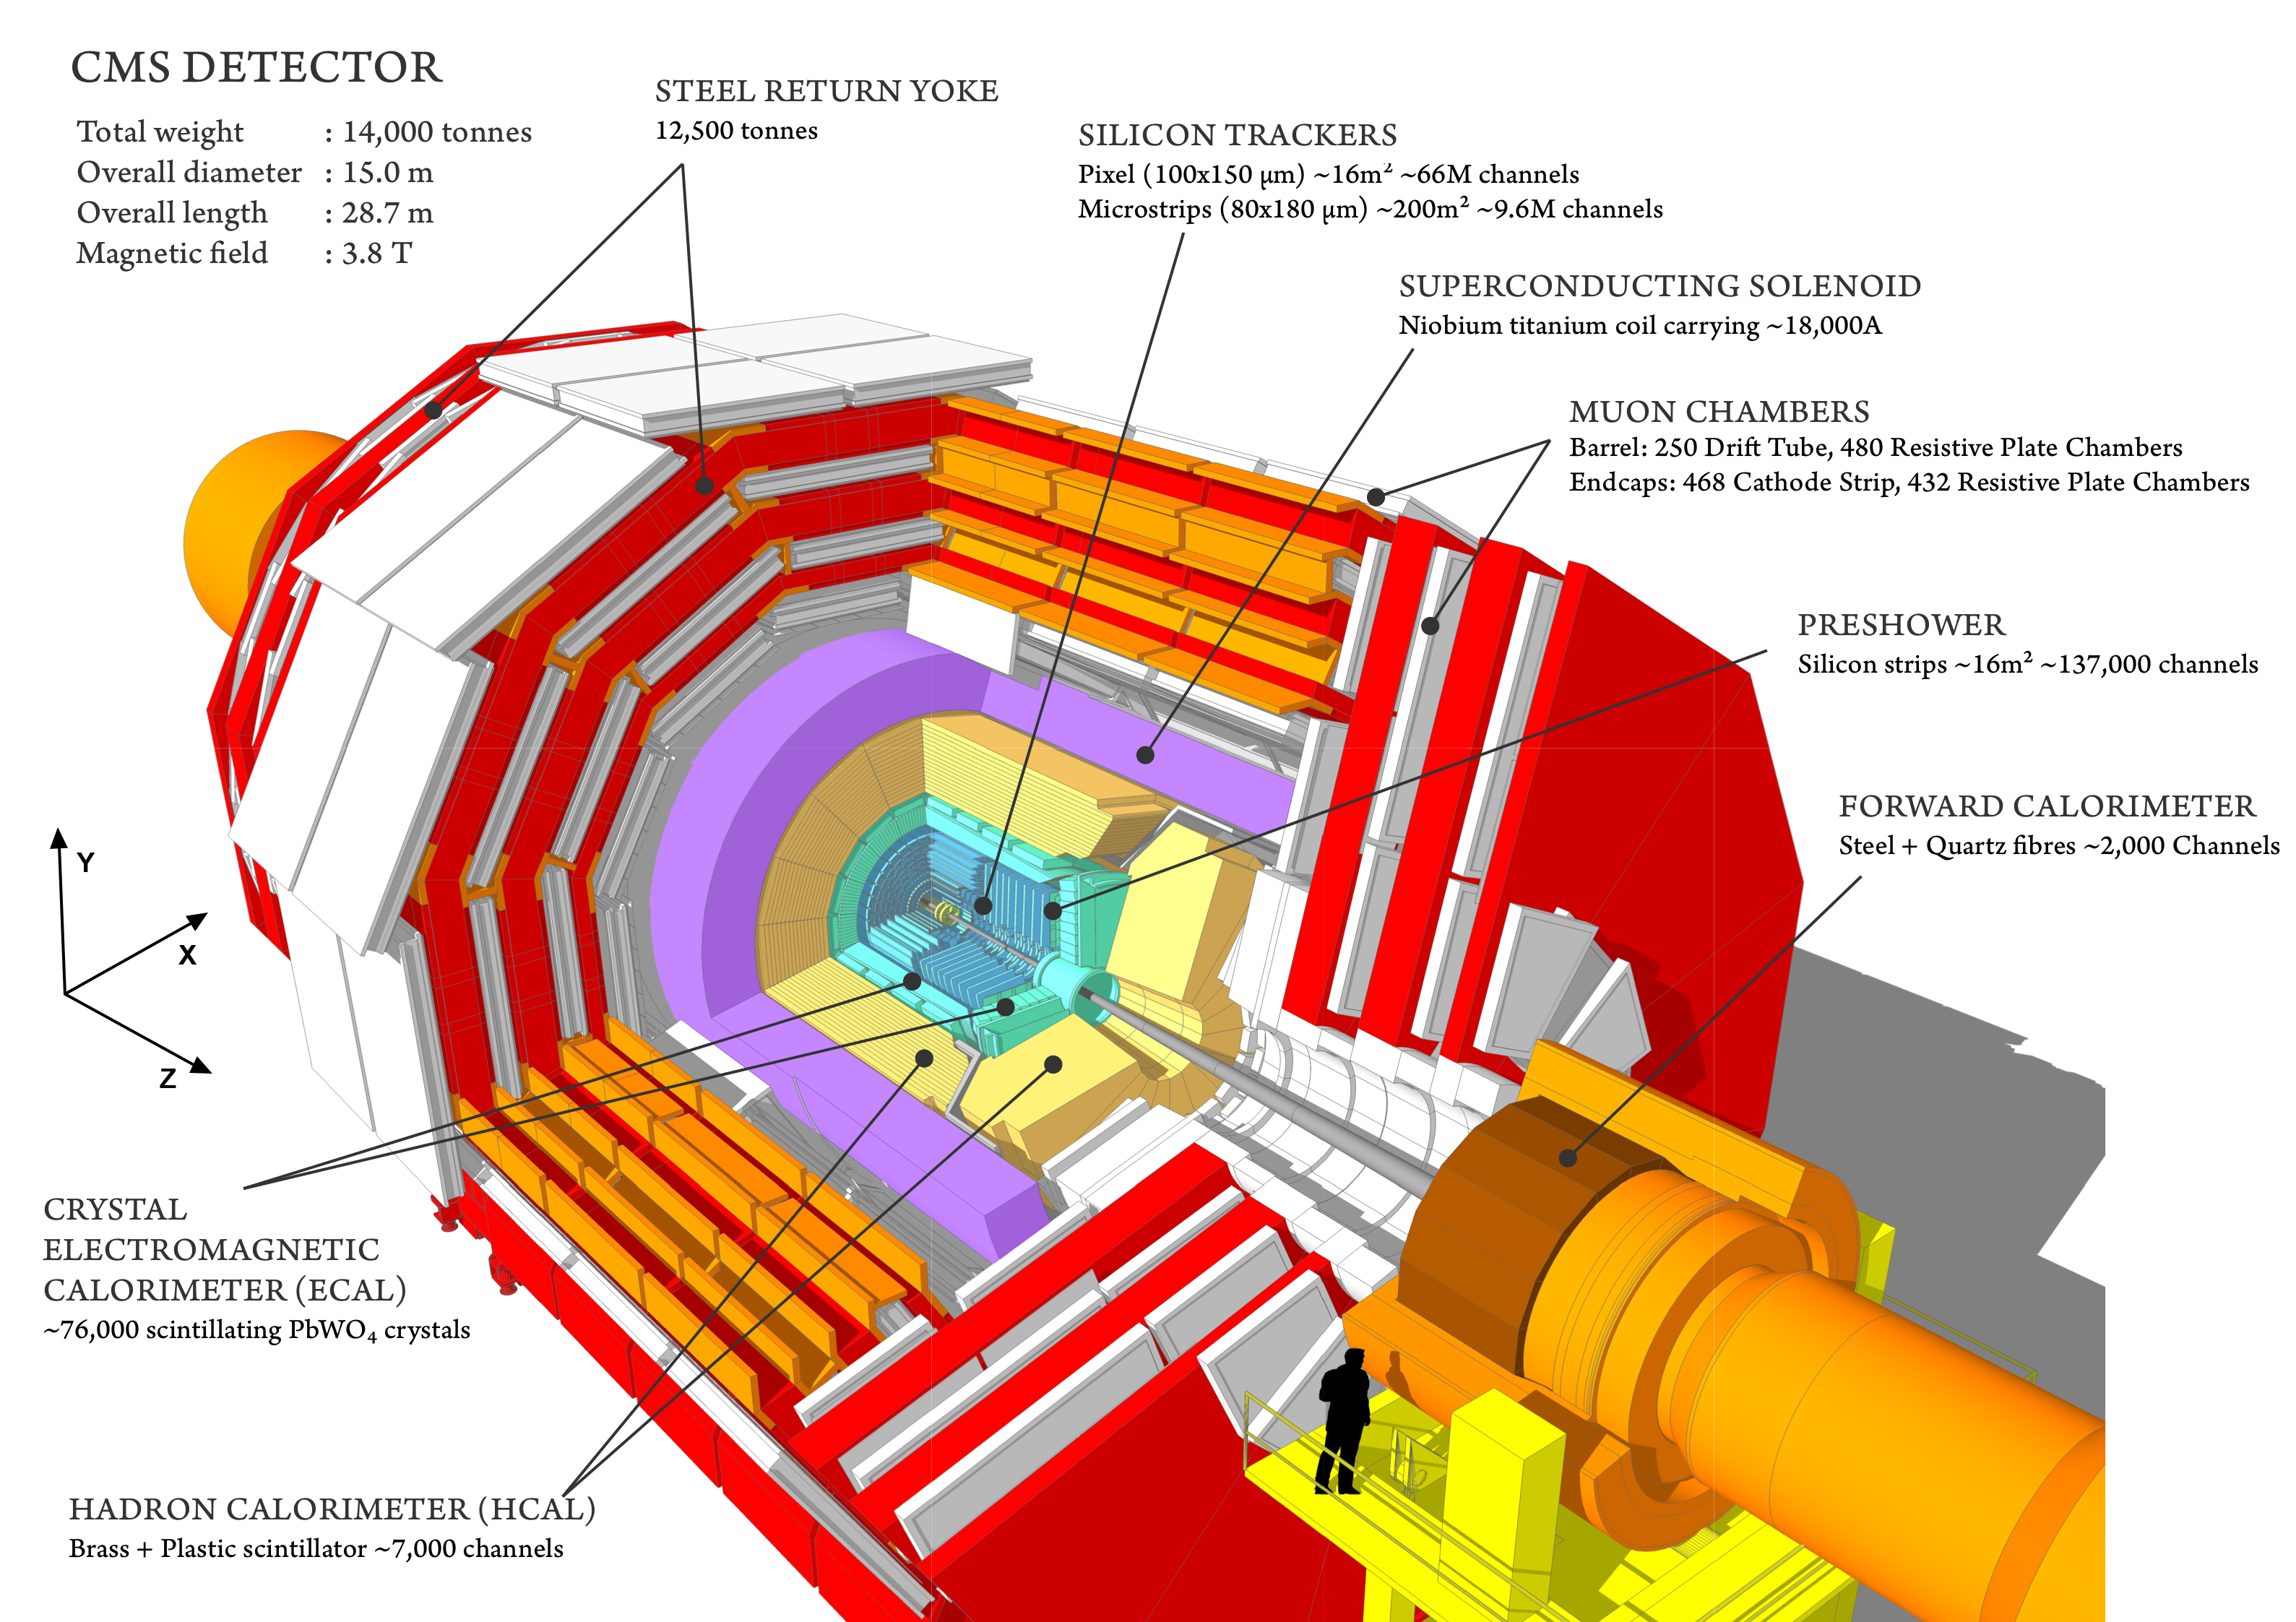 CMS DETECTOR
Total weight : 14,000 tonnes
Overall diameter : 15.0 m
Overall length : 28.7 m
Magnetic field : 3.8 T
STEEL RETURN YOKE
12,500 tonnes
SILICON TRACKERS
Pixel (100x150 μm) ~16m² ~66M channels
Microstrips (80x180 μm) ~200m² ~9.6M channels
SUPERCONDUCTING SOLENOID
Niobium titanium coil carrying ~18,000A
MUON CHAMBERS
Barrel: 250 Drift Tube, 480 Resistive Plate Chambers
Endcaps: 468 Cathode Strip, 432 Resistive Plate Chambers
PRESHOWER
Silicon strips ~16m² ~137,000 channels
FORWARD CALORIMETER
Steel + Quartz fibres ~2,000 Channels
Y
X
Z
CRYSTAL
ELECTROMAGNETIC
CALORIMETER (ECAL)
~76,000 scintillating PbWO₄ crystals
HADRON CALORIMETER (HCAL)
Brass + Plastic scintillator ~7,000 channels